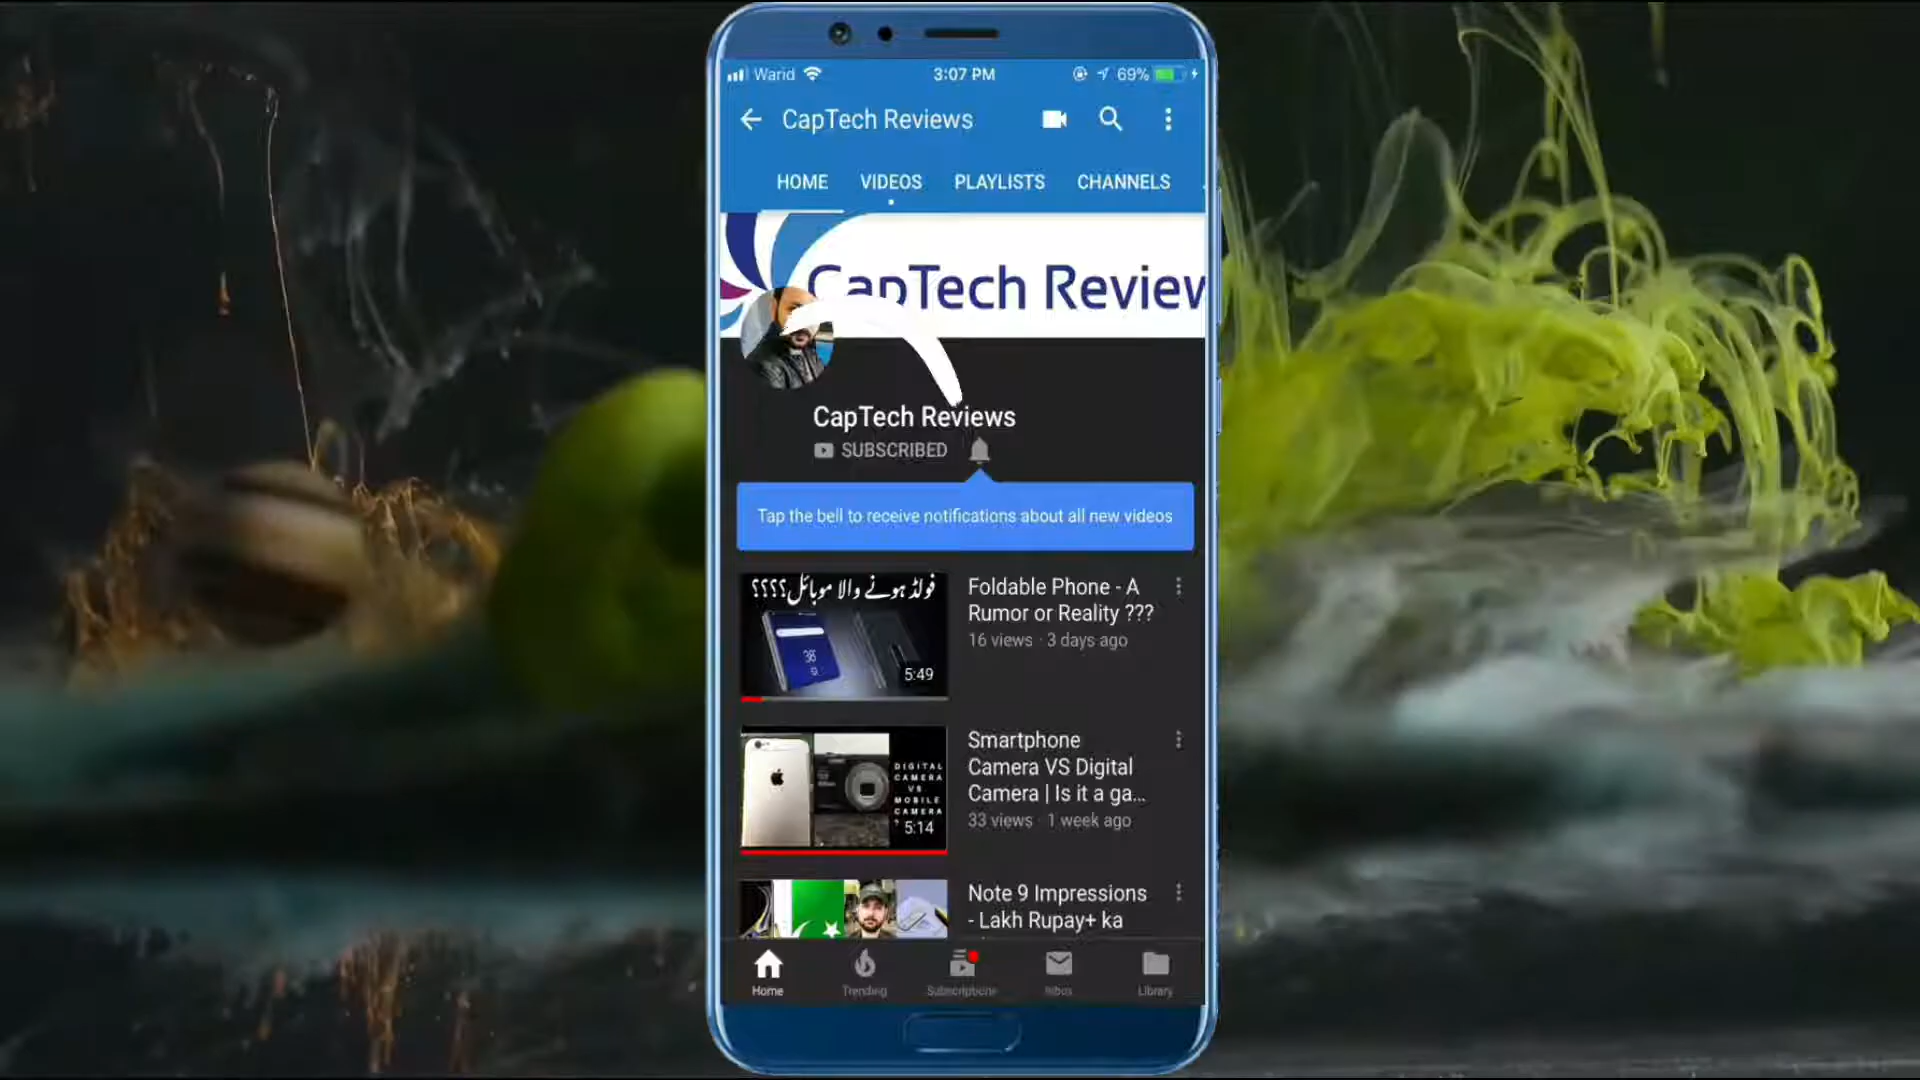 Warid
3:07 PM
69%
CapTech Reviews
HOME
VIDEOS
PLAYLISTS
CHANNELS
CapTech Review
CapTech Reviews
SUBSCRIBED
Tap the bell to receive notifications about all new videos
فولڈ ہونے والا موبائل؟؟؟؟
5:49
Foldable Phone - A
Rumor or Reality ???
16 views · 3 days ago
DIGITAL
CAMERA
VS
MOBILE
CAMERA
?
5:14
Smartphone
Camera VS Digital
Camera | Is it a ga...
33 views · 1 week ago
Note 9 Impressions
- Lakh Rupay+ ka
Home
Trending
Subscriptions
Inbox
Library